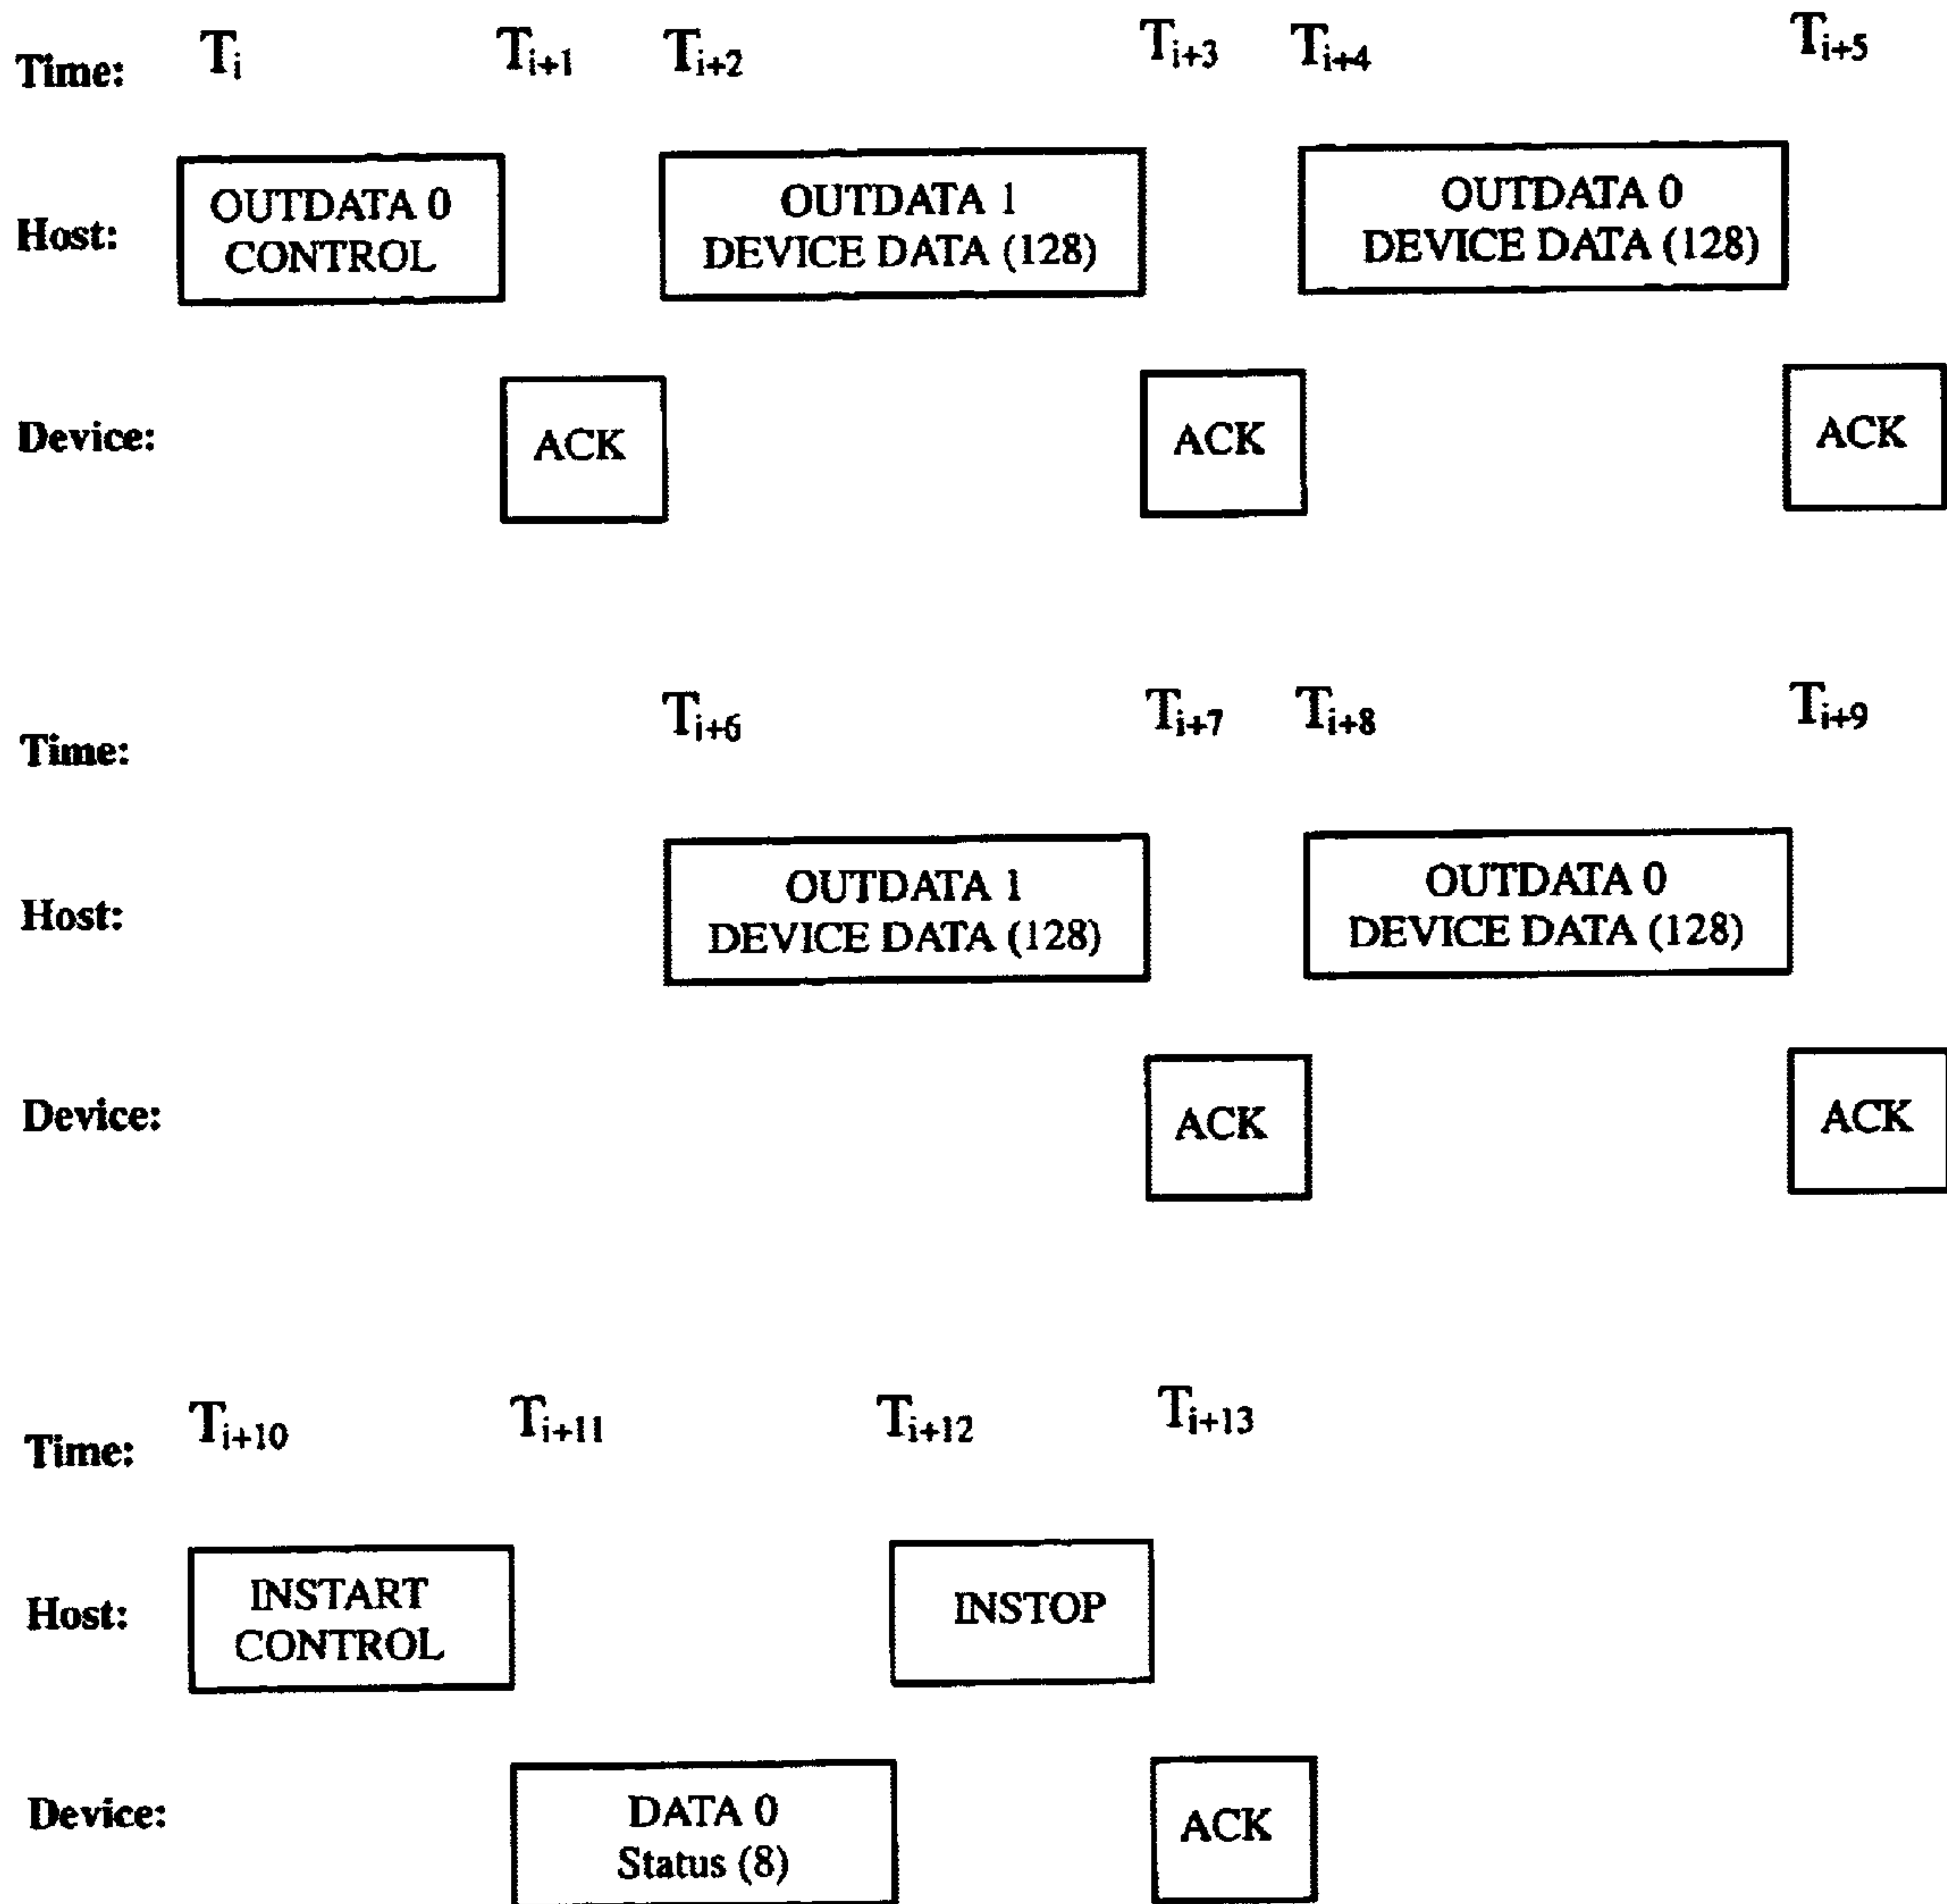 Time: Ti Ti+1 Ti+2 Ti+3 Ti+4 Ti+5
Host: OUTDATA 0 CONTROL OUTDATA 1 DEVICE DATA (128) OUTDATA 0 DEVICE DATA (128)
Device: ACK ACK ACK
Time: Ti+6 Ti+7 Ti+8 Ti+9
Host: OUTDATA 1 DEVICE DATA (128) OUTDATA 0 DEVICE DATA (128)
Device: ACK ACK
Time: Ti+10 Ti+11 Ti+12 Ti+13
Host: INSTART CONTROL INSTOP
Device: DATA 0 Status (8) ACK